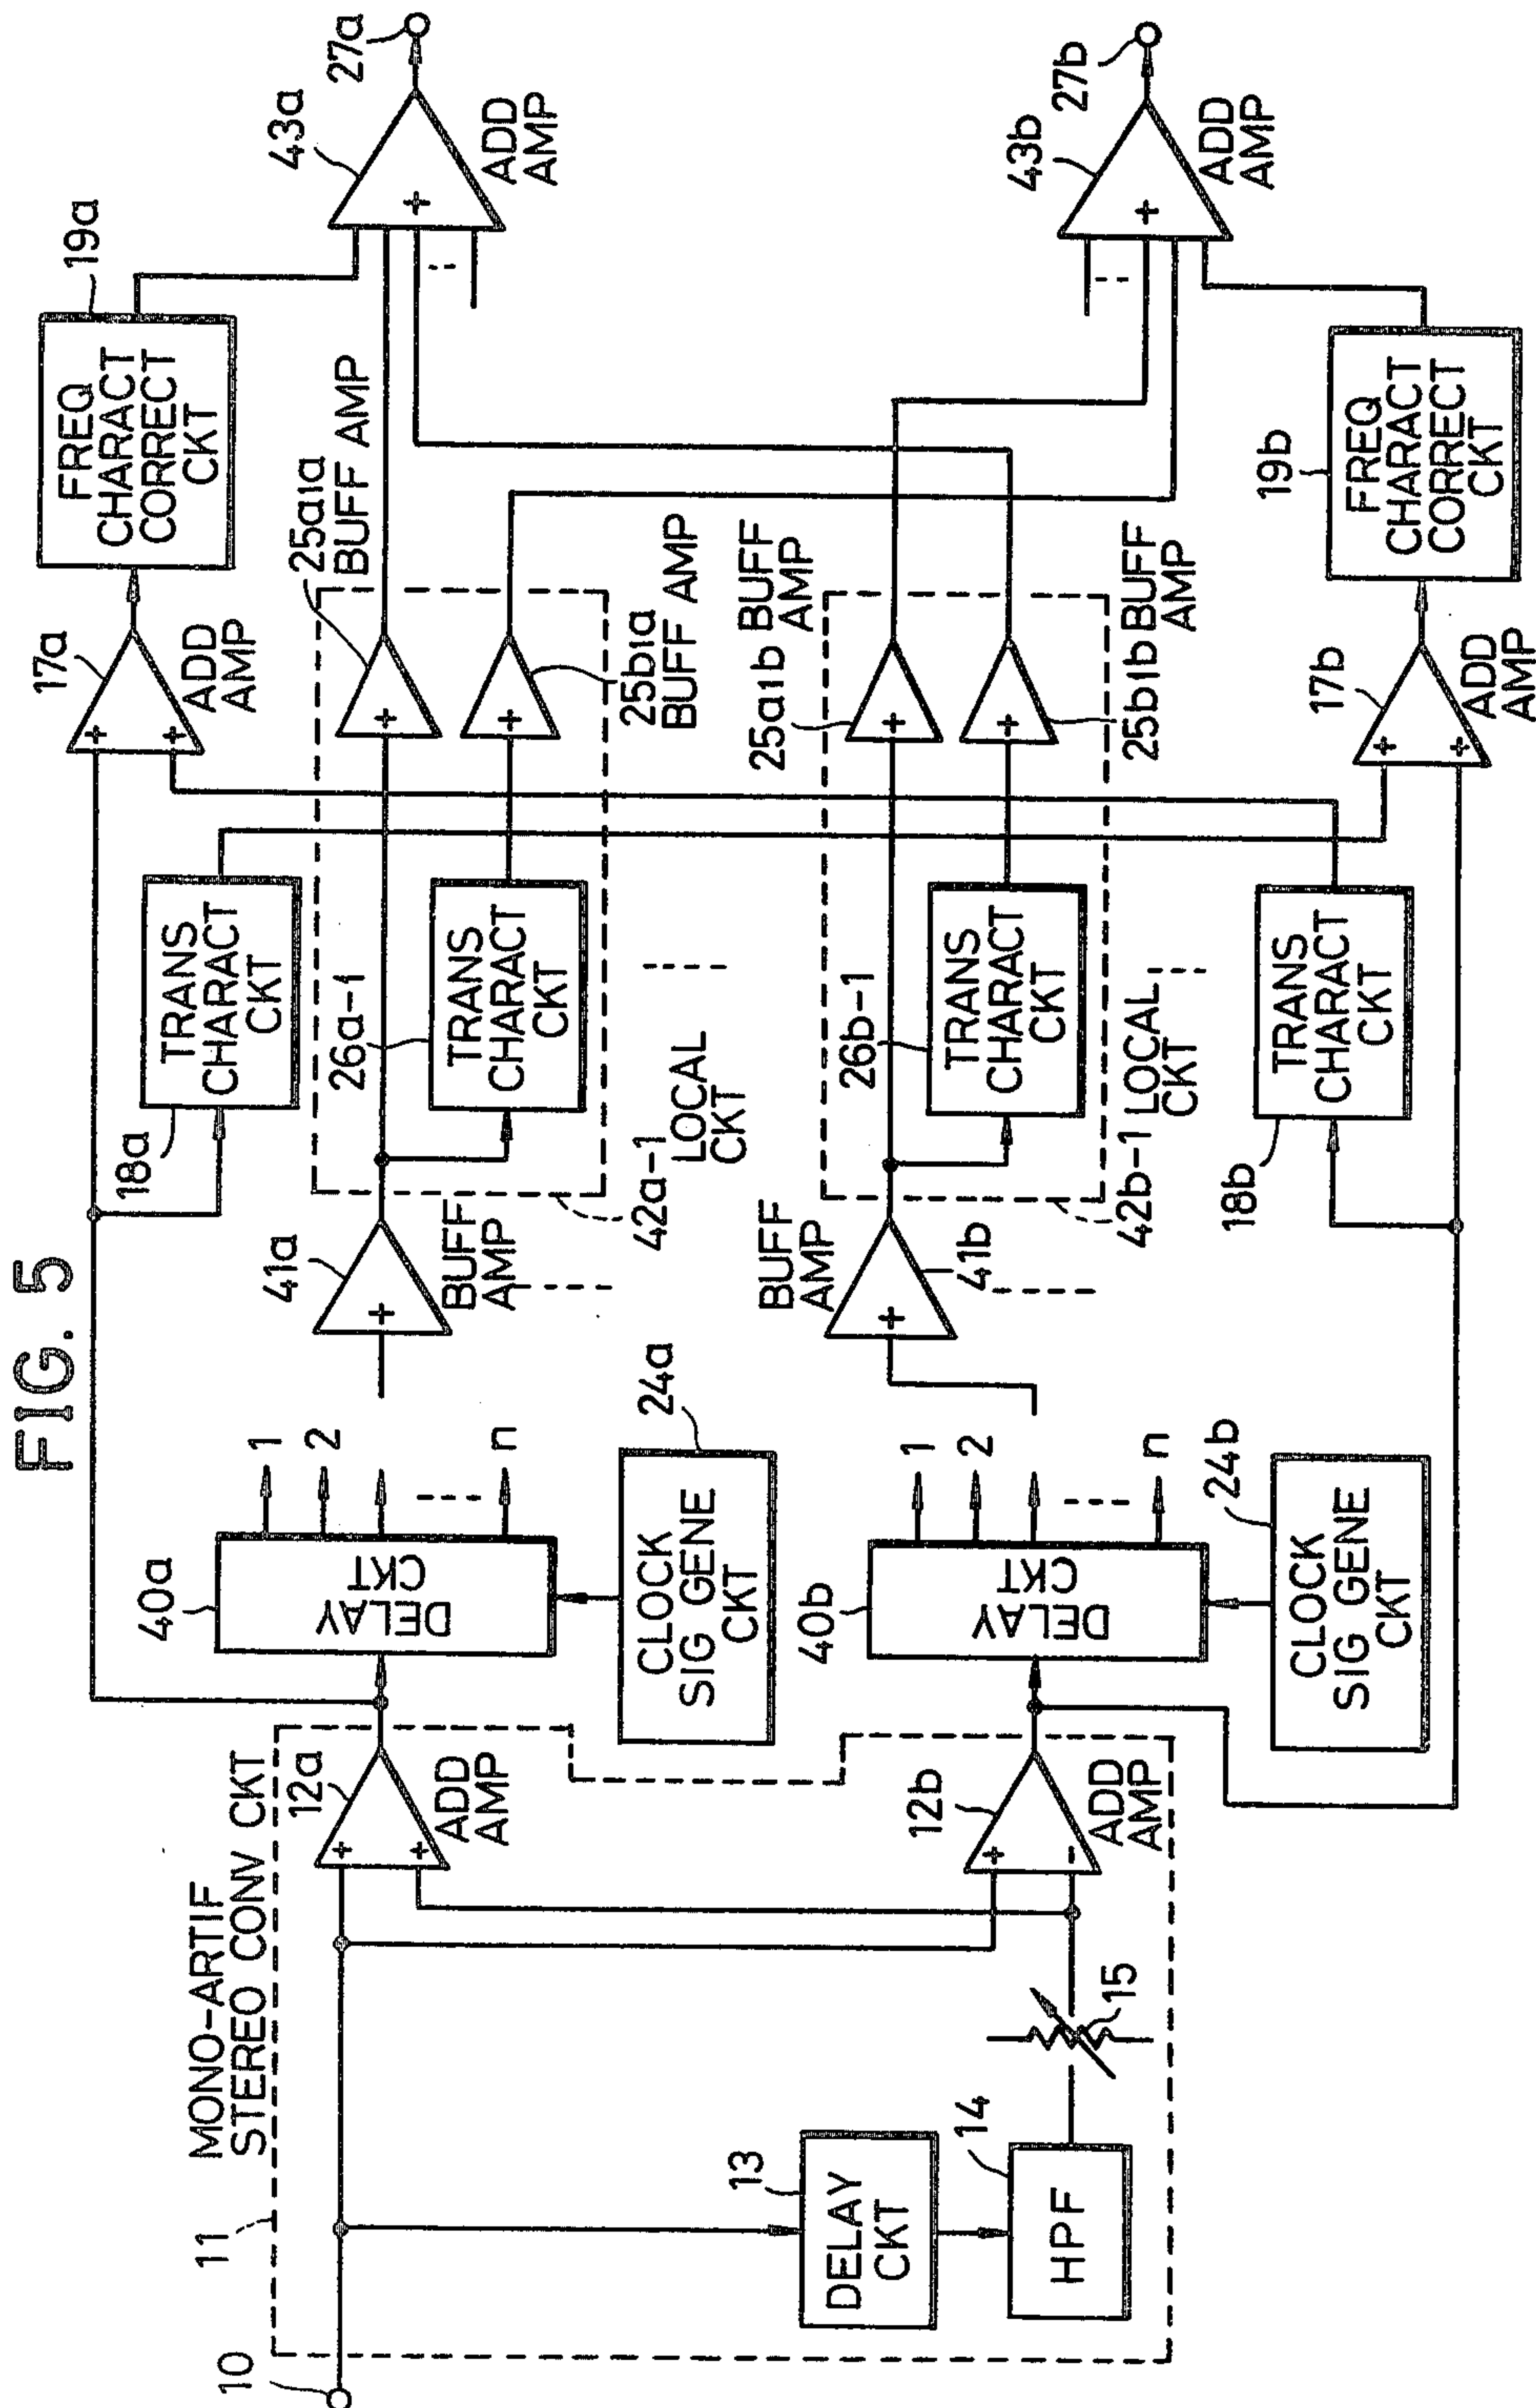 FIG. 5
10
11
MONO-ARTIF
STEREO CONV CKT
12a
ADD
AMP
13
DELAY
CKT
14
HPF
15
12b
ADD
AMP
40a
DELAY
CKT
1
2
n
24a
CLOCK
SIG GENE
CKT
40b
DELAY
CKT
1
2
n
24b
CLOCK
SIG GENE
CKT
41a
BUFF
AMP
42a-1
LOCAL
CKT
BUFF
AMP
41b
42b-1 LOCAL
CKT
18a
TRANS
CHARACT
CKT
26a-1
TRANS
CHARACT
CKT
26b-1
TRANS
CHARACT
CKT
18b
TRANS
CHARACT
CKT
17a
ADD
AMP
25a1a
BUFF AMP
25b1a
BUFF AMP
25a1b BUFF
AMP
25b1b BUFF
AMP
17b
ADD
AMP
19a
FREQ
CHARACT
CORRECT
CKT
19b
FREQ
CHARACT
CORRECT
CKT
43a
ADD
AMP
27a
43b
ADD
AMP
27b